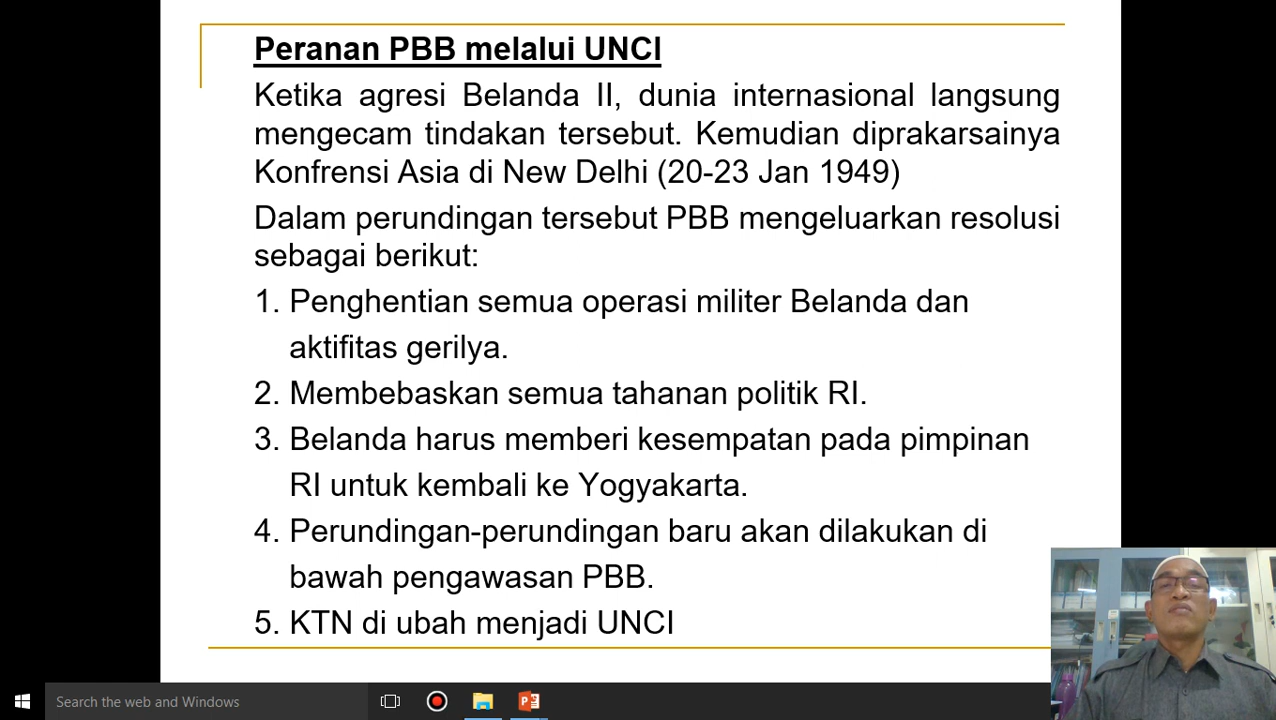 Peranan PBB melalui UNCI
Ketika agresi Belanda II, dunia internasional langsung
mengecam tindakan tersebut. Kemudian diprakarsainya
Konfrensi Asia di New Delhi (20-23 Jan 1949)
Dalam perundingan tersebut PBB mengeluarkan resolusi
sebagai berikut:
1. Penghentian semua operasi militer Belanda dan
aktifitas gerilya.
2. Membebaskan semua tahanan politik RI.
3. Belanda harus memberi kesempatan pada pimpinan
RI untuk kembali ke Yogyakarta.
4. Perundingan-perundingan baru akan dilakukan di
bawah pengawasan PBB.
5. KTN di ubah menjadi UNCI
Search the web and Windows